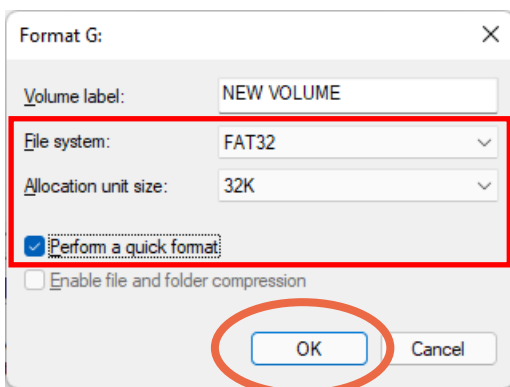 Format G:
Volume label: NEW VOLUME
File system: FAT32
Allocation unit size: 32K
Perform a quick format
Enable file and folder compression
OK Cancel